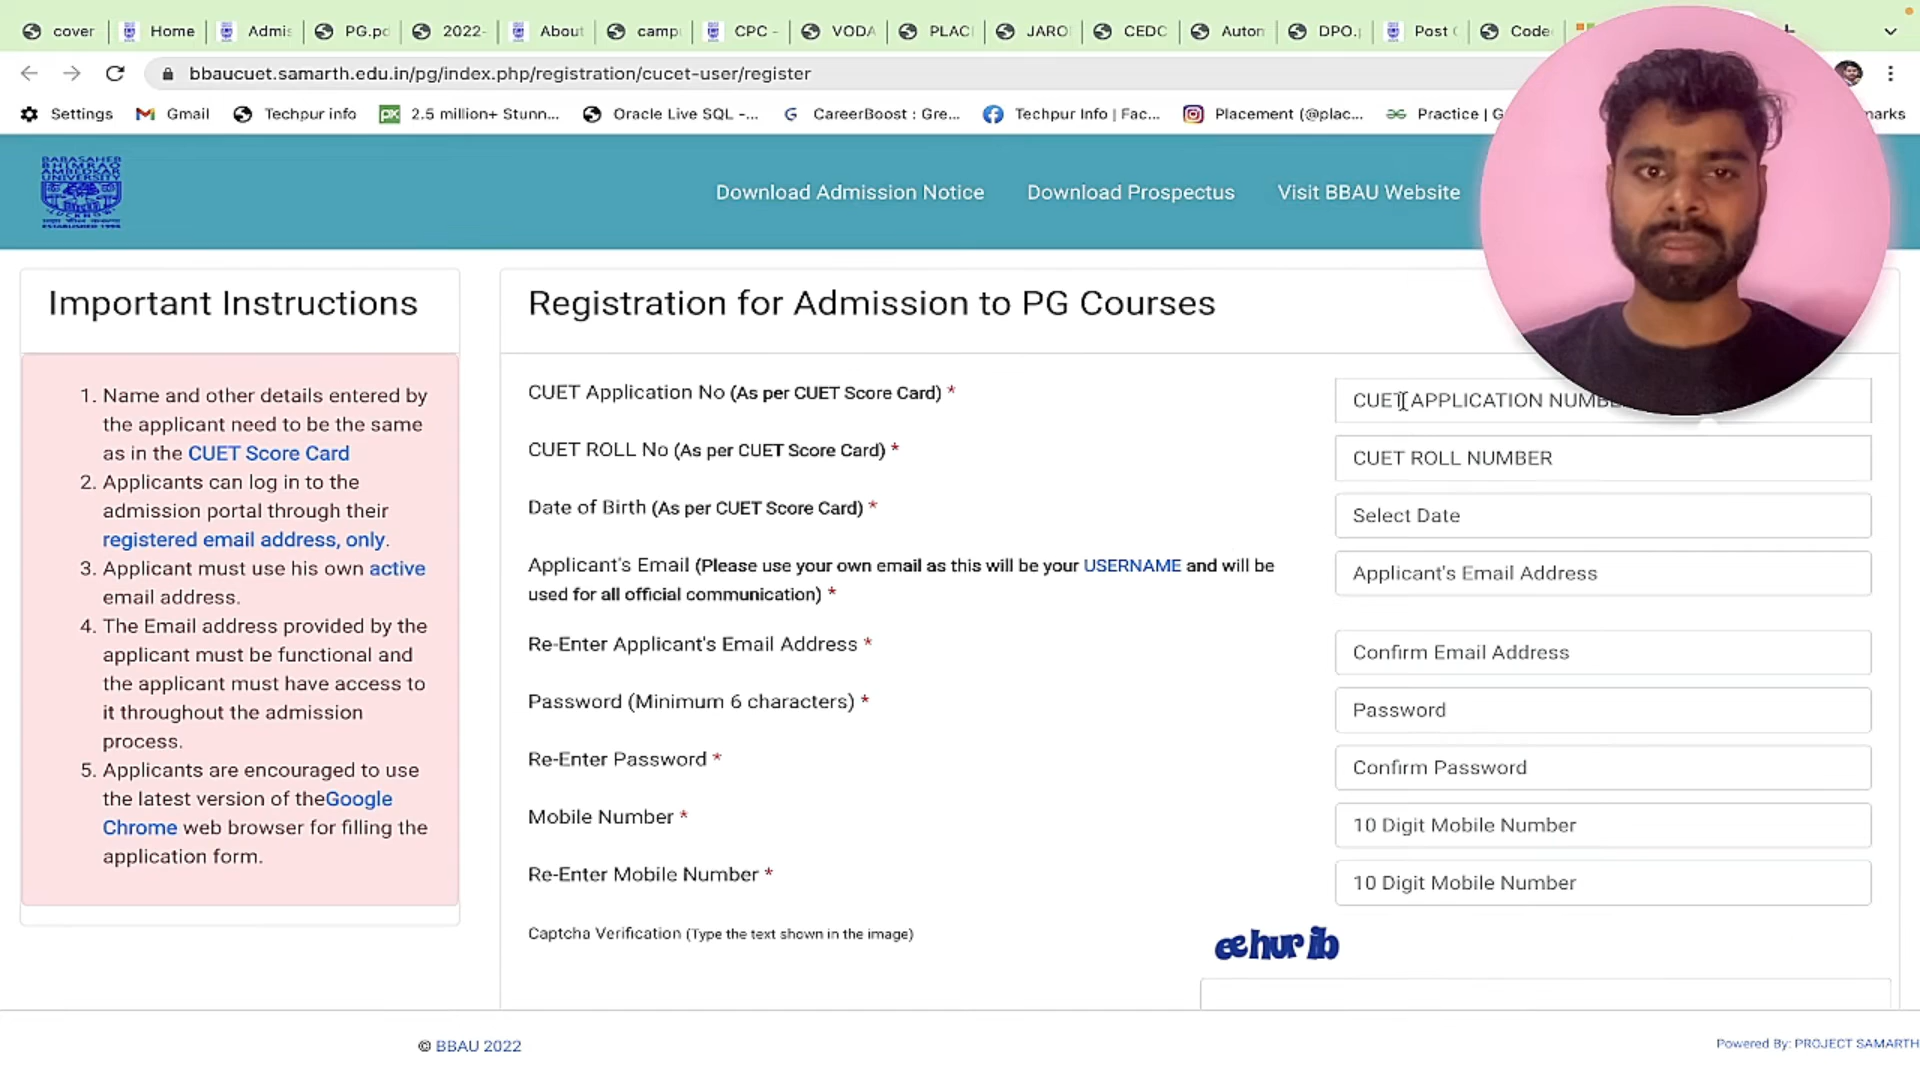 cover
Home
Admis
PG.pd
2022-
About
camp
CPC -
VODA
PLAC
JARO
CEDC
Auton
DPO.
Post
Code
bbaucuet.samarth.edu.in/pg/index.php/registration/cucet-user/register
Settings
Gmail
Techpur info
2.5 million+ Stunn...
Oracle Live SQL -...
CareerBoost : Gre...
Techpur Info | Fac...
Placement (@plac...
Practice | G
BABASAHEB
BHIMRAO
AMBEDKAR
UNIVERSITY
LUCKNOW
ESTABLISHED 1996
Download Admission Notice
Download Prospectus
Visit BBAU Website
Important Instructions
1. Name and other details entered by
the applicant need to be the same
as in the CUET Score Card
2. Applicants can log in to the
admission portal through their
registered email address, only.
3. Applicant must use his own active
email address.
4. The Email address provided by the
applicant must be functional and
the applicant must have access to
it throughout the admission
process.
5. Applicants are encouraged to use
the latest version of theGoogle
Chrome web browser for filling the
application form.
Registration for Admission to PG Courses
CUET Application No (As per CUET Score Card) *
CUET APPLICATION NUMBE
CUET ROLL No (As per CUET Score Card) *
CUET ROLL NUMBER
Date of Birth (As per CUET Score Card) *
Select Date
Applicant's Email (Please use your own email as this will be your USERNAME and will be
used for all official communication) *
Applicant's Email Address
Re-Enter Applicant's Email Address *
Confirm Email Address
Password (Minimum 6 characters) *
Password
Re-Enter Password *
Confirm Password
Mobile Number *
10 Digit Mobile Number
Re-Enter Mobile Number *
10 Digit Mobile Number
Captcha Verification (Type the text shown in the image)
© BBAU 2022
Powered By: PROJECT SAMARTH